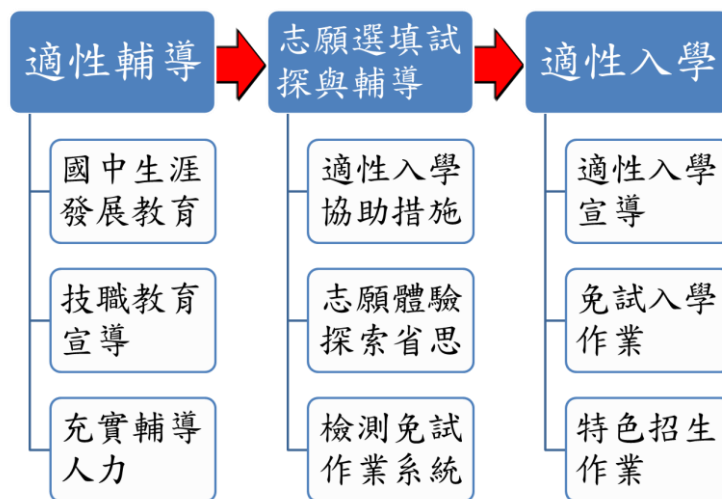 適性輔導
志願選填試
探與輔導
適性入學
國中生涯
發展教育
技職教育
宣導
充實輔導
人力
適性入學
協助措施
志願體驗
探索省思
檢測免試
作業系統
適性入學
宣導
免試入學
作業
特色招生
作業